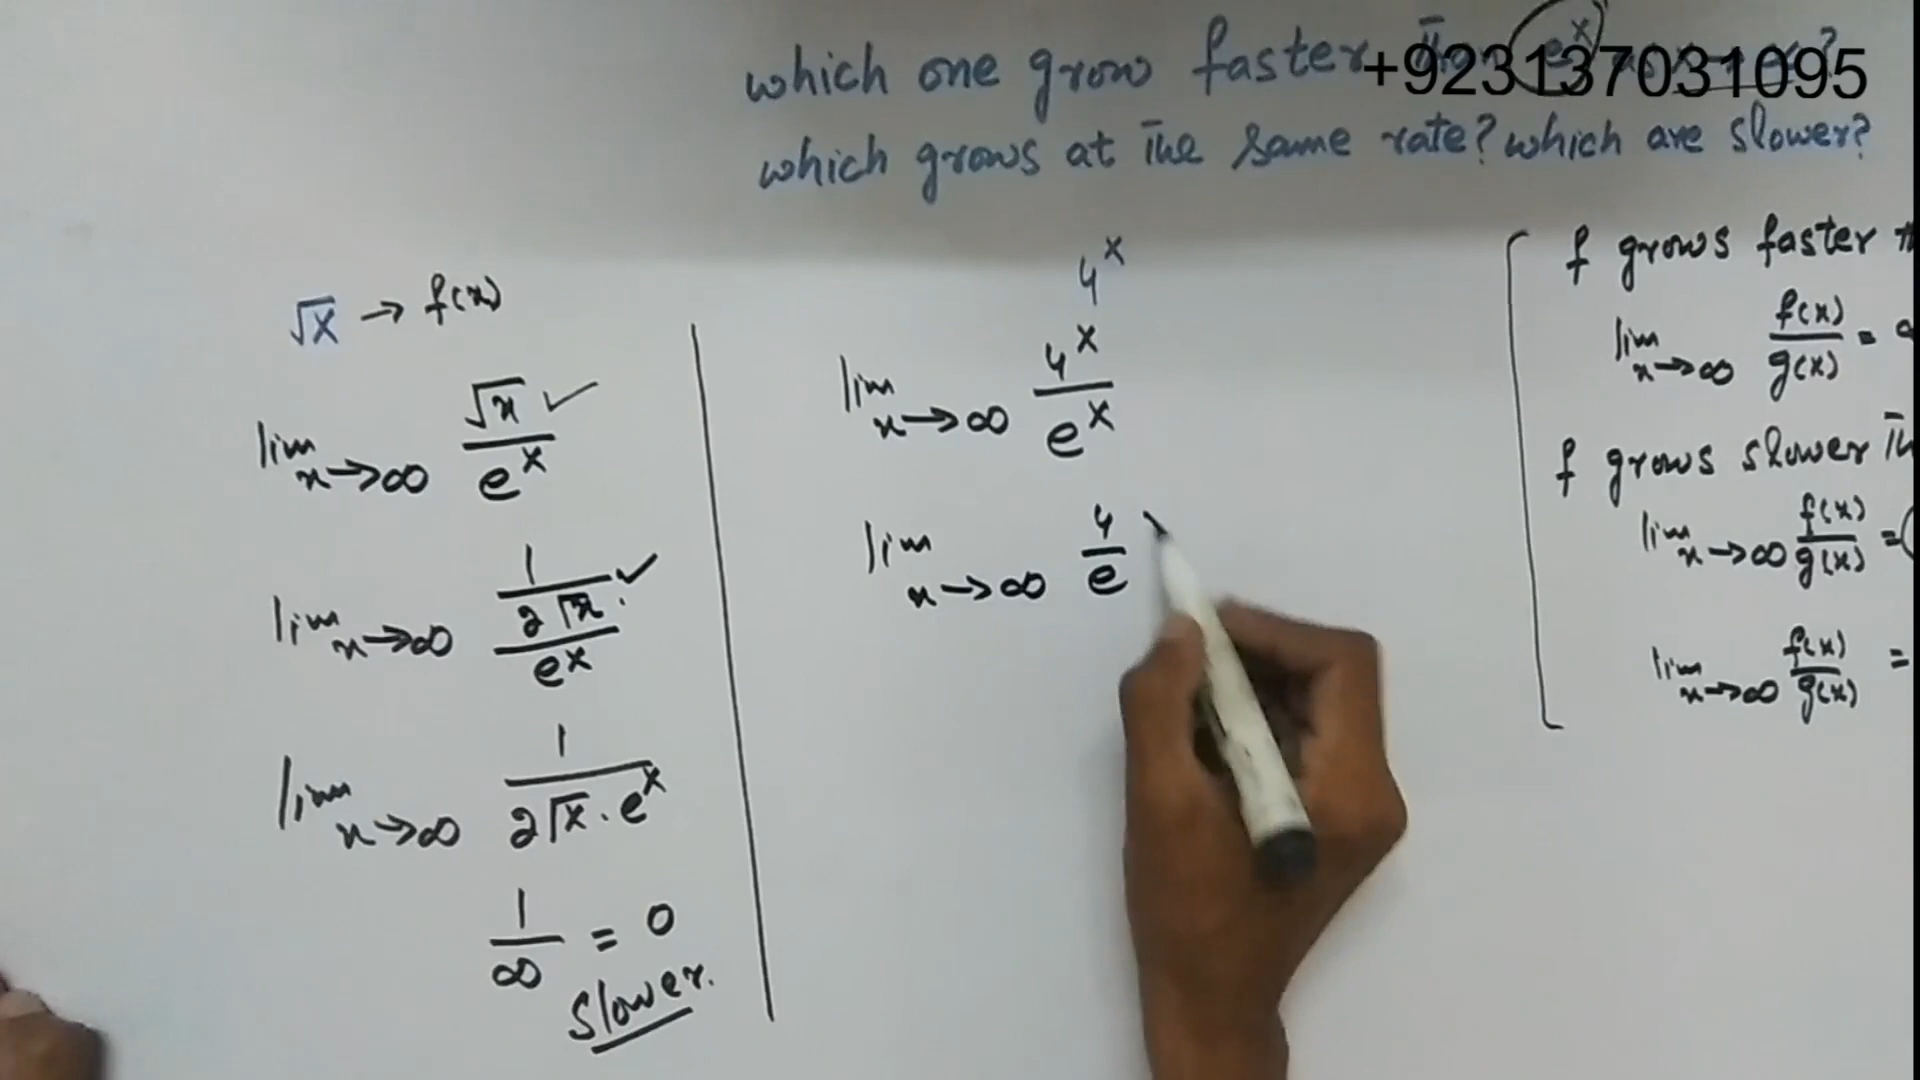 which one grow faster than e^x
+923137031095
which grows at the same rate? which are slower?
√x → f(x)
lim x→∞ √x / e^x ✓
lim x→∞ (1 / 2√x) / e^x ✓
lim x→∞ 1 / 2√x · e^x
1 / ∞ = 0
slower.
4^x
lim x→∞ 4^x / e^x
lim x→∞ 4 / e
f grows faster
lim x→∞ f(x) / g(x) =
f grows slower
lim x→∞ f(x) / g(x) =
lim x→∞ f(x) / g(x) =